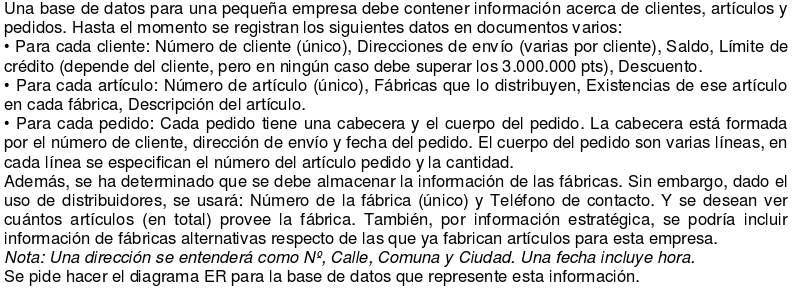 Una base de datos para una pequeña empresa debe contener información acerca de clientes, artículos y
pedidos. Hasta el momento se registran los siguientes datos en documentos varios:
• Para cada cliente: Número de cliente (único), Direcciones de envío (varias por cliente), Saldo, Límite de
crédito (depende del cliente, pero en ningún caso debe superar los 3.000.000 pts), Descuento.
• Para cada artículo: Número de artículo (único), Fábricas que lo distribuyen, Existencias de ese artículo
en cada fábrica, Descripción del artículo.
• Para cada pedido: Cada pedido tiene una cabecera y el cuerpo del pedido. La cabecera está formada
por el número de cliente, dirección de envío y fecha del pedido. El cuerpo del pedido son varias líneas, en
cada línea se especifican el número del artículo pedido y la cantidad.
Además, se ha determinado que se debe almacenar la información de las fábricas. Sin embargo, dado el
uso de distribuidores, se usará: Número de la fábrica (único) y Teléfono de contacto. Y se desean ver
cuántos artículos (en total) provee la fábrica. También, por información estratégica, se podría incluir
información de fábricas alternativas respecto de las que ya fabrican artículos para esta empresa.
Nota: Una dirección se entenderá como Nº, Calle, Comuna y Ciudad. Una fecha incluye hora.
Se pide hacer el diagrama ER para la base de datos que represente esta información.